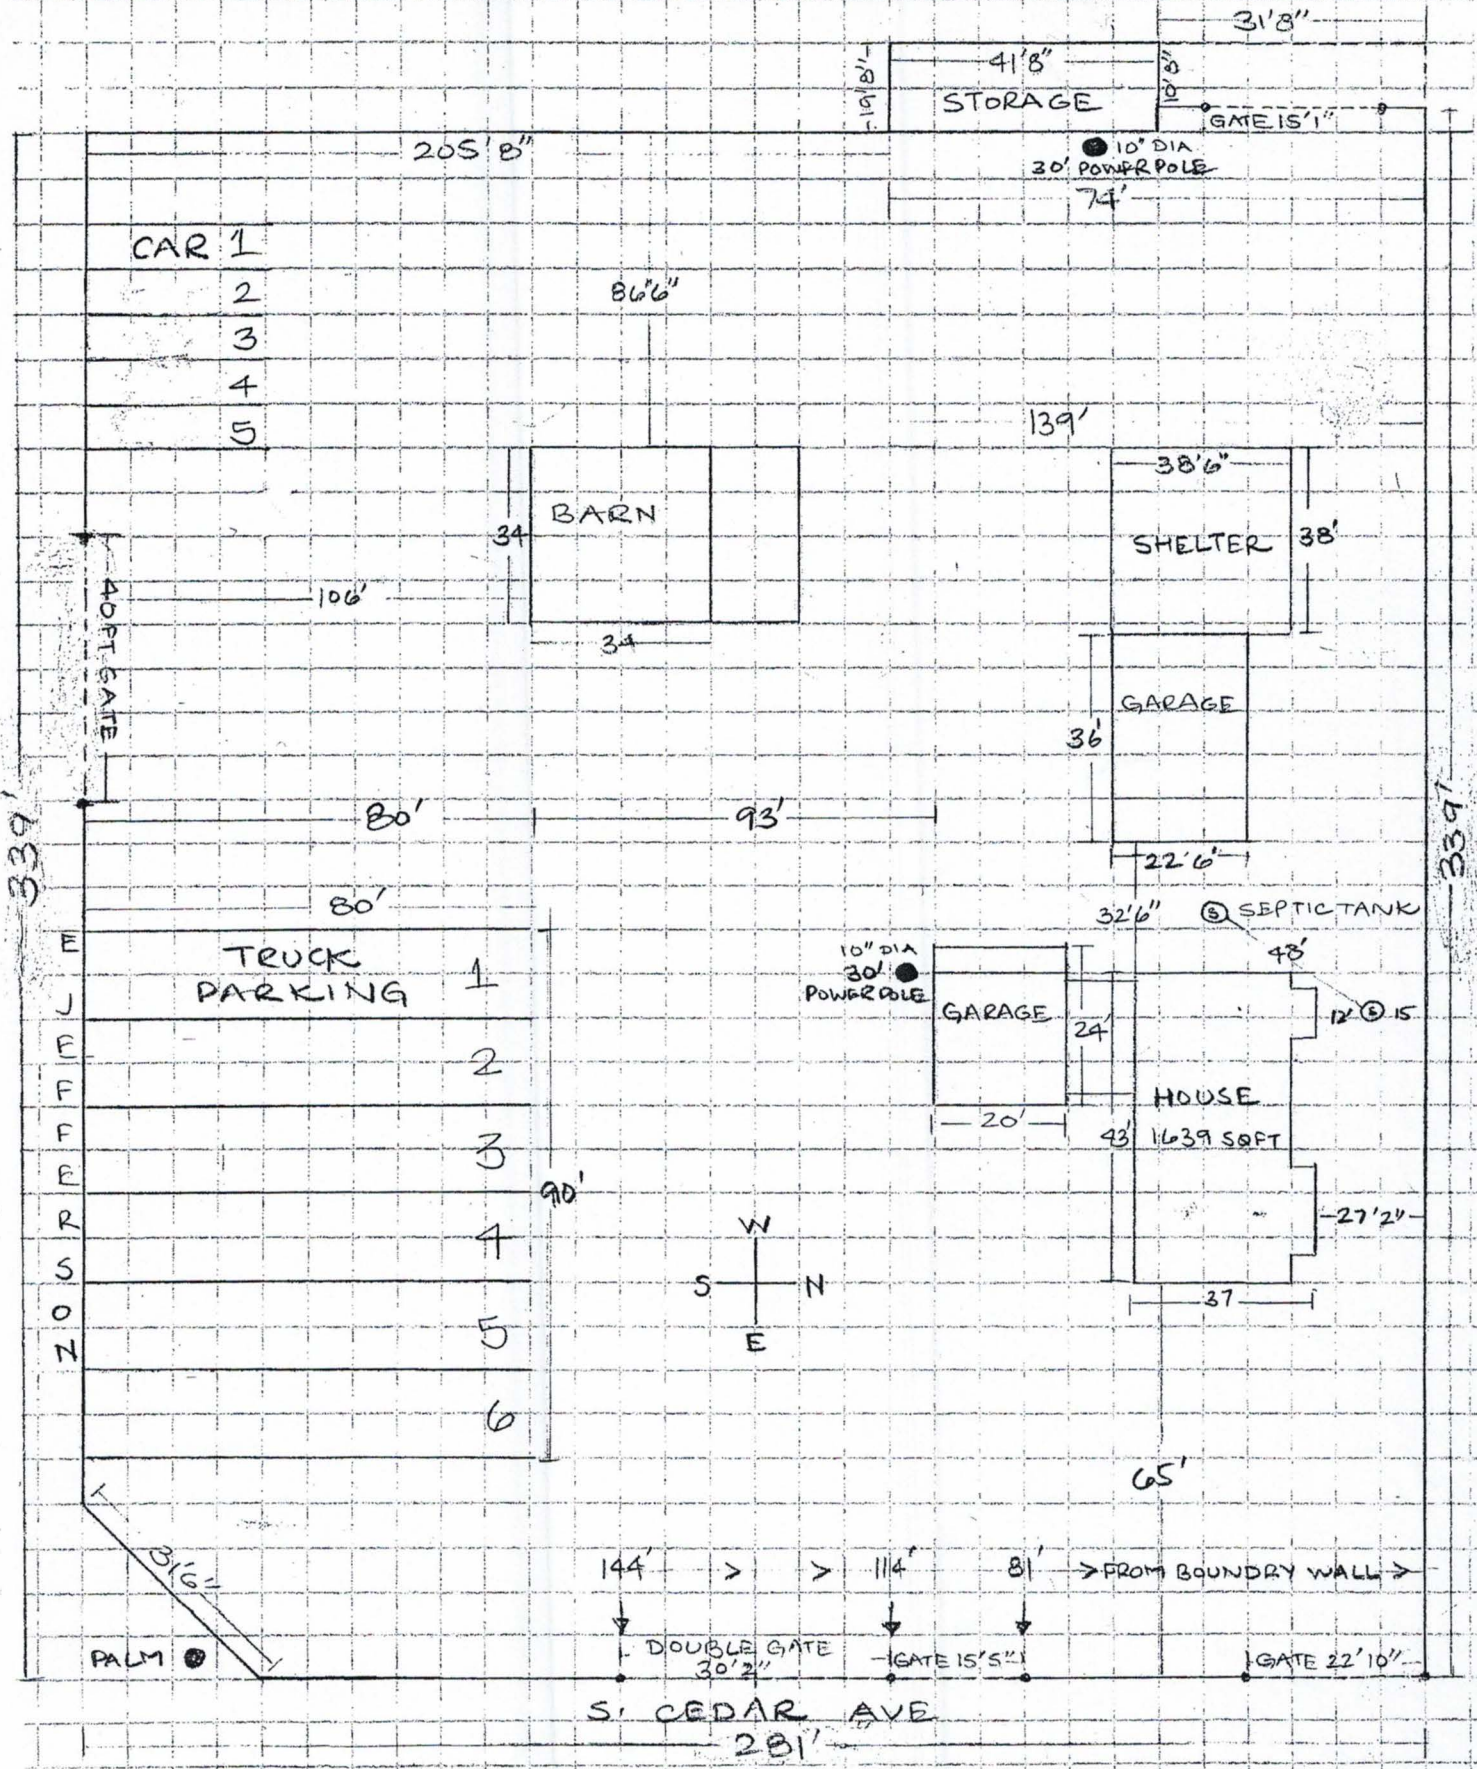 31'8"
41'8"
19'8"
10'8"
STORAGE
GATE 15'1"
205'8"
10" DIA
30' POWER POLE
74'
CAR 1
2
3
4
5
86"6"
139'
38'6"
BARN
34
SHELTER
38'
106'
40FT GATE
34
GARAGE
36'
80'
93'
339'
339'
22'6"
80'
32'6"
S SEPTIC TANK
48'
E JEFFERSON
TRUCK
PARKING
1
10" DIA
30'
POWER POLE
GARAGE
24'
12' S 15
2
HOUSE
20'
43'
1639 SQFT
3
90'
27'2"
4
W
S N
E
37
5
6
65'
31'6"
144' > > 114' 81' > FROM BOUNDRY WALL >
PALM
DOUBLE GATE
30'2"
GATE 15'5"
GATE 22'10"
S. CEDAR AVE
281'